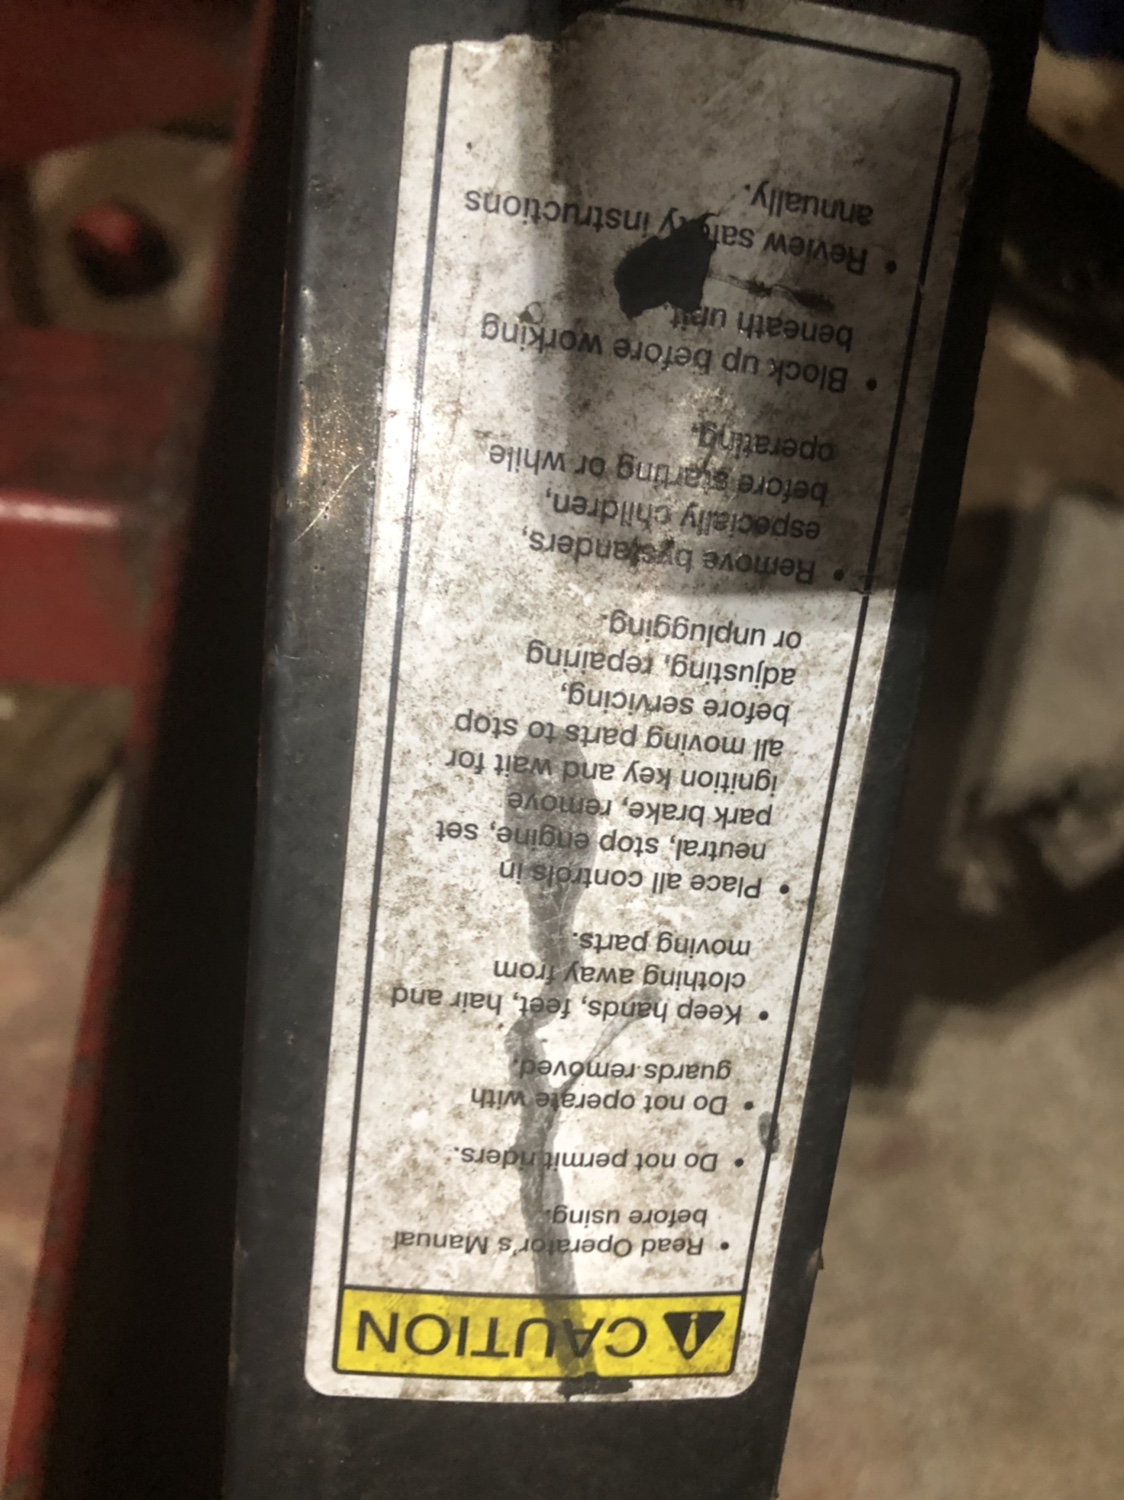 CAUTION
• Read Operator's Manual
before using.
• Do not permit riders.
• Do not operate with
guards removed.
• Keep hands, feet, hair and
clothing away from
moving parts.
• Place all controls in
neutral, stop engine, set
park brake, remove
ignition key and wait for
all moving parts to stop
before servicing,
adjusting, repairing
or unplugging.
• Remove bystanders,
especially children,
before starting or while
operating.
• Block up before working
beneath unit.
• Review safety instructions
annually.